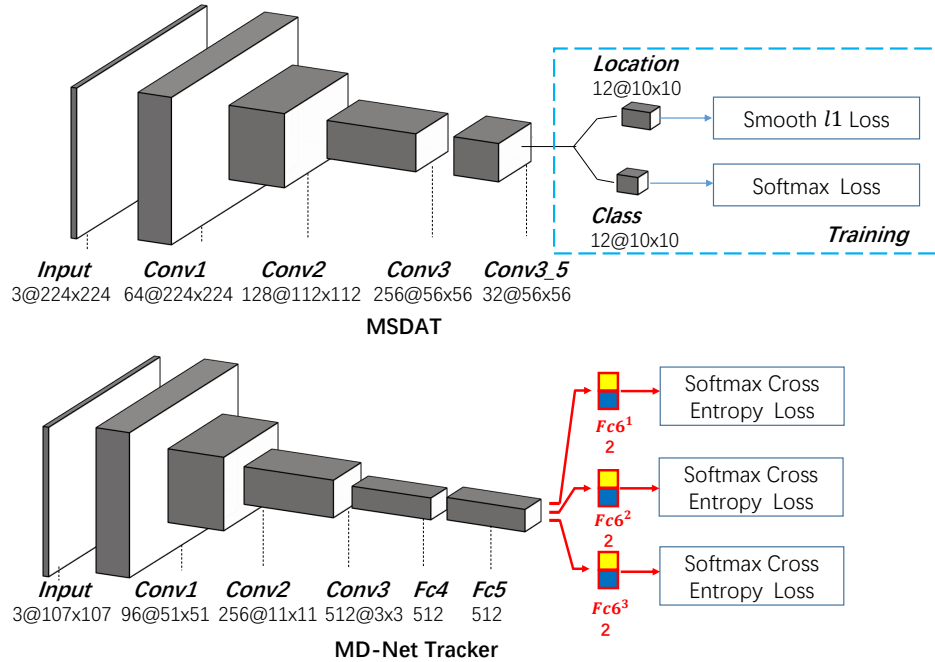 Location
12@10x10
Smooth l1 Loss
Softmax Loss
Class
12@10x10
Training
Input
3@224x224
Conv1
64@224x224
Conv2
128@112x112
Conv3
256@56x56
Conv3_5
32@56x56
MSDAT
Softmax Cross
Entropy Loss
Fc6¹
2
Softmax Cross
Entropy Loss
Fc6²
2
Softmax Cross
Entropy Loss
Fc6³
2
Input
3@107x107
Conv1
96@51x51
Conv2
256@11x11
Conv3
512@3x3
Fc4
512
Fc5
512
MD-Net Tracker